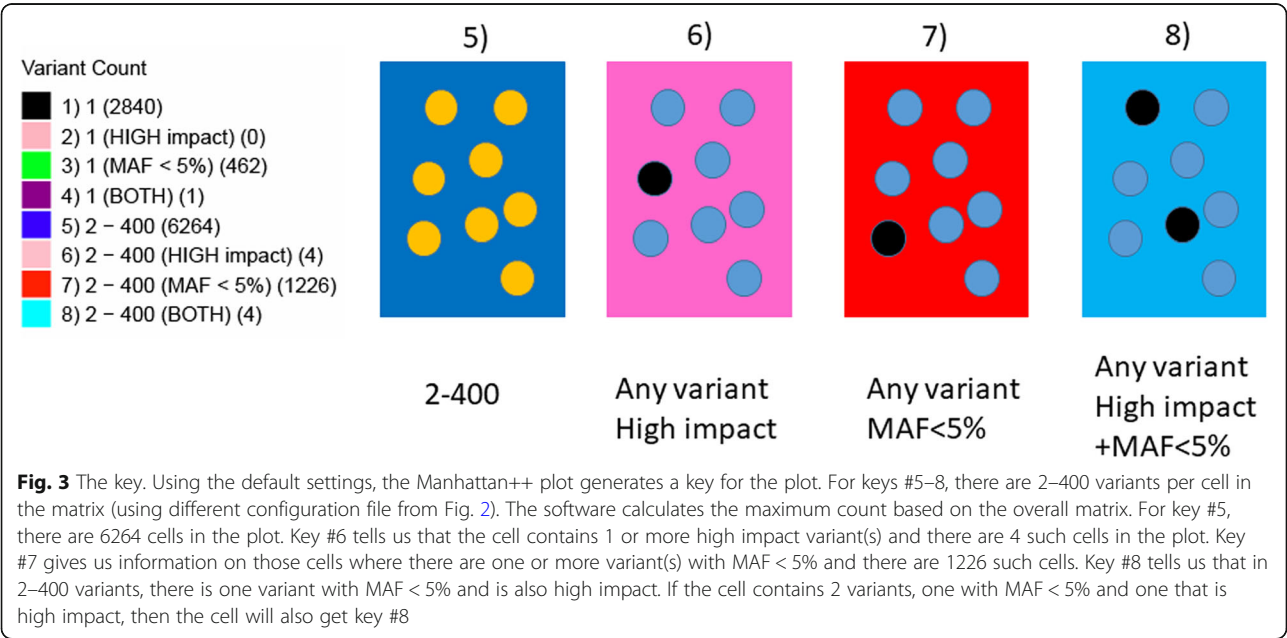 Variant Count
1) 1 (2840)
2) 1 (HIGH impact) (0)
3) 1 (MAF < 5%) (462)
4) 1 (BOTH) (1)
5) 2 − 400 (6264)
6) 2 − 400 (HIGH impact) (4)
7) 2 − 400 (MAF < 5%) (1226)
8) 2 − 400 (BOTH) (4)
5)
2-400
6)
Any variant
High impact
7)
Any variant
MAF<5%
8)
Any variant
High impact
+MAF<5%
Fig. 3 The key. Using the default settings, the Manhattan++ plot generates a key for the plot. For keys #5–8, there are 2–400 variants per cell in
the matrix (using different configuration file from Fig. 2). The software calculates the maximum count based on the overall matrix. For key #5,
there are 6264 cells in the plot. Key #6 tells us that the cell contains 1 or more high impact variant(s) and there are 4 such cells in the plot. Key
#7 gives us information on those cells where there are one or more variant(s) with MAF < 5% and there are 1226 such cells. Key #8 tells us that in
2–400 variants, there is one variant with MAF < 5% and is also high impact. If the cell contains 2 variants, one with MAF < 5% and one that is
high impact, then the cell will also get key #8